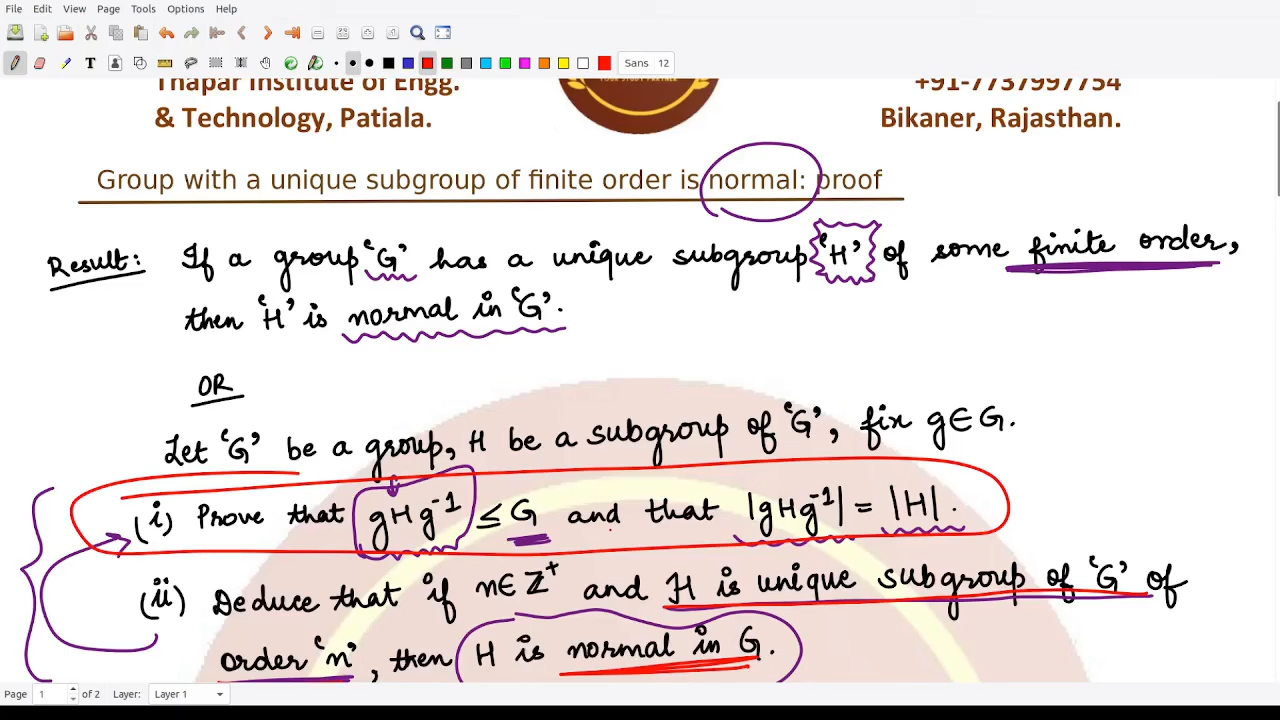 File Edit View Page Tools Options Help
Sans 12
Thapar Institute of Engg.
& Technology, Patiala.
YOUR STUDY PARTNER
+91-7737997754
Bikaner, Rajasthan.
Group with a unique subgroup of finite order is normal: proof
Result: If a group 'G' has a unique subgroup 'H' of some finite order,
then 'H' is normal in 'G'.
OR
Let 'G' be a group, H be a subgroup of 'G', fix g∈G.
(i) Prove that gHg⁻¹ ≤ G and that |gHg⁻¹| = |H|.
(ii) Deduce that if n∈ℤ⁺ and H is unique subgroup of 'G' of
order 'n', then H is normal in G.
Page 1 of 2 Layer: Layer 1